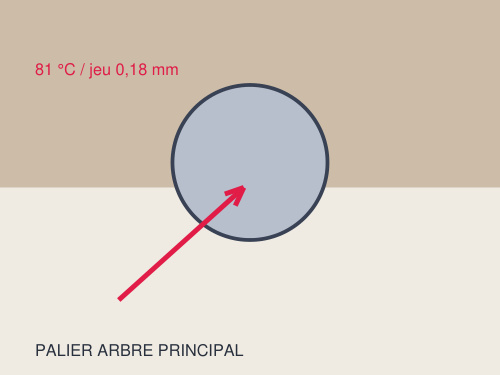 81 °C / jeu 0,18 mm
PALIER ARBRE PRINCIPAL